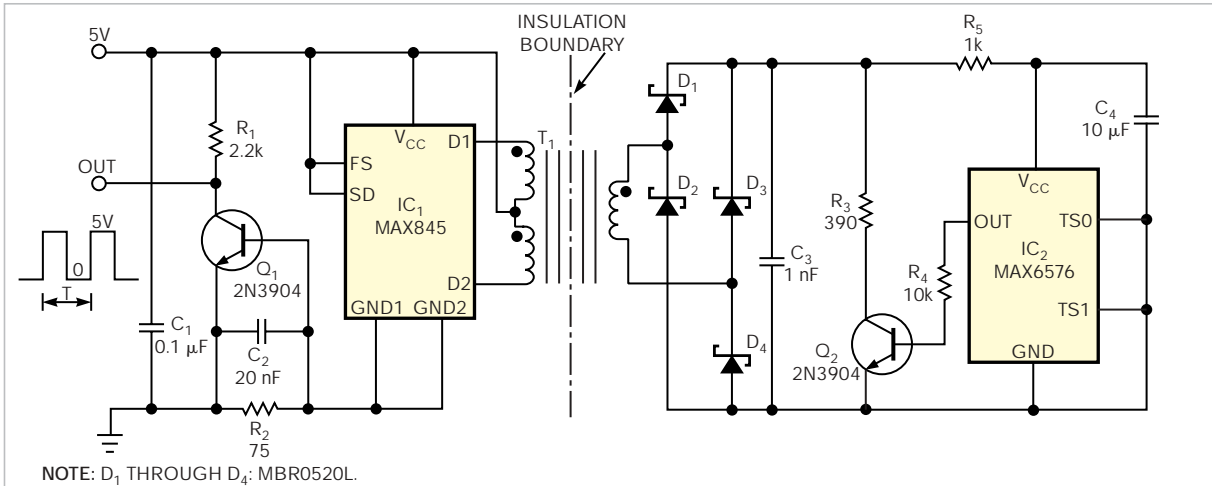 INSULATION
BOUNDARY
5V
R1
2.2k
OUT
5V
0
T
C1
0.1 µF
Q1
2N3904
C2
20 nF
R2
75
VCC
D1
FS
SD
IC1
MAX845
D2
GND1 GND2
T1
D1
D2
D3
D4
C3
1 nF
R3
390
R5
1k
C4
10 µF
VCC
OUT
TS0
IC2
MAX6576
TS1
GND
R4
10k
Q2
2N3904
NOTE: D1 THROUGH D4: MBR0520L.